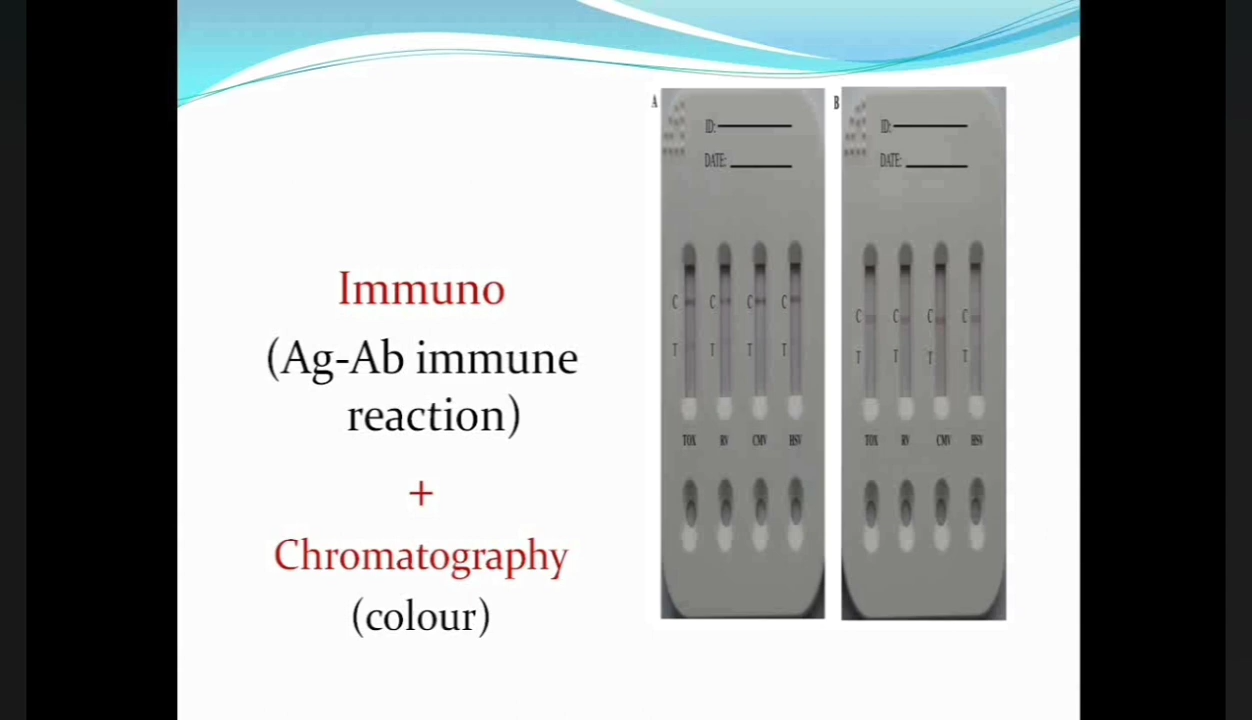 Immuno
(Ag-Ab immune
reaction)
+
Chromatography
(colour)
A
ID:
DATE:
C C C C
T T T T
TOX RV CMV HSV
B
ID:
DATE:
C C C C
T T T T
TOX RV CMV HSV